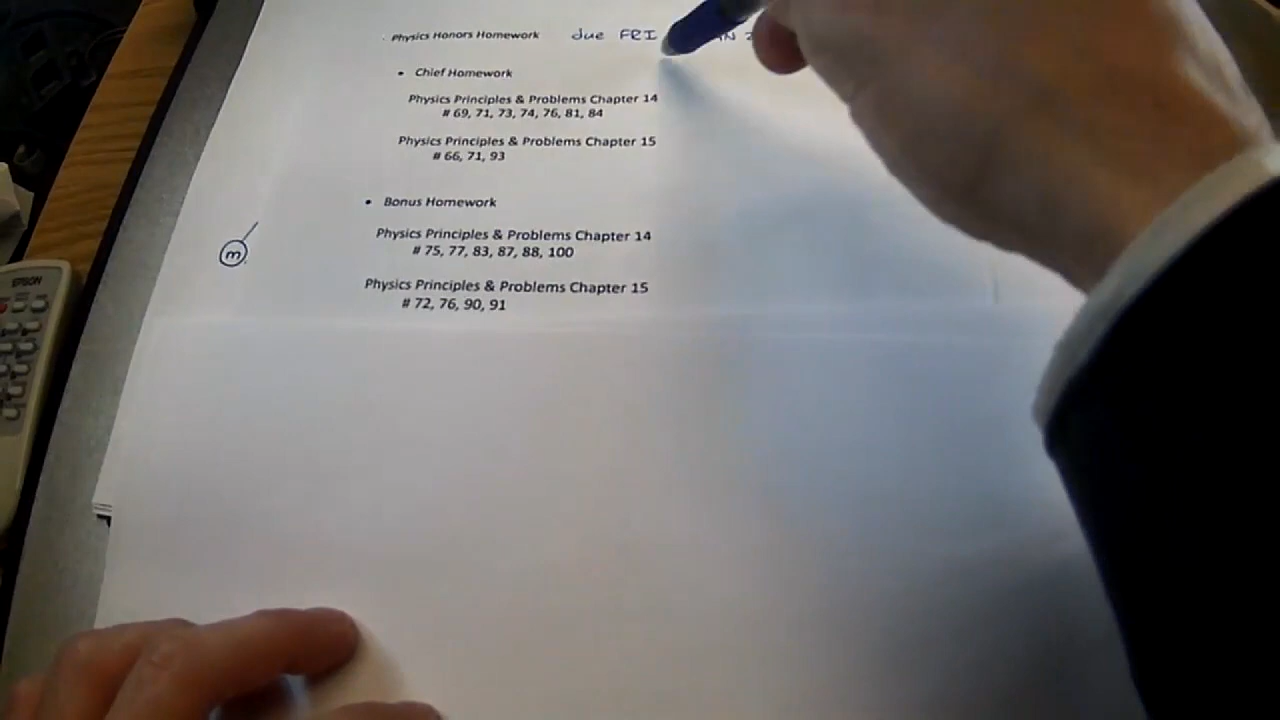 Physics Honors Homework due FRI
• Chief Homework
Physics Principles & Problems Chapter 14
# 69, 71, 73, 74, 76, 81, 84
Physics Principles & Problems Chapter 15
# 66, 71, 93
• Bonus Homework
Physics Principles & Problems Chapter 14
# 75, 77, 83, 87, 88, 100
Physics Principles & Problems Chapter 15
# 72, 76, 90, 91
m
EPSON